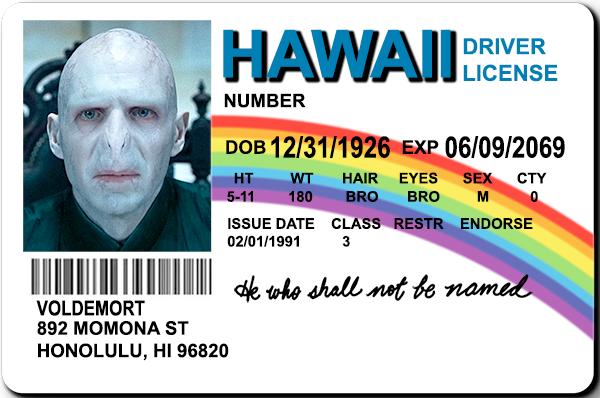 HAWAII DRIVER LICENSE
NUMBER
DOB 12/31/1926 EXP 06/09/2069
HT WT HAIR EYES SEX CTY
5-11 180 BRO BRO M 0
ISSUE DATE CLASS RESTR ENDORSE
02/01/1991 3
He who shall not be named
VOLDEMORT
892 MOMONA ST
HONOLULU, HI 96820